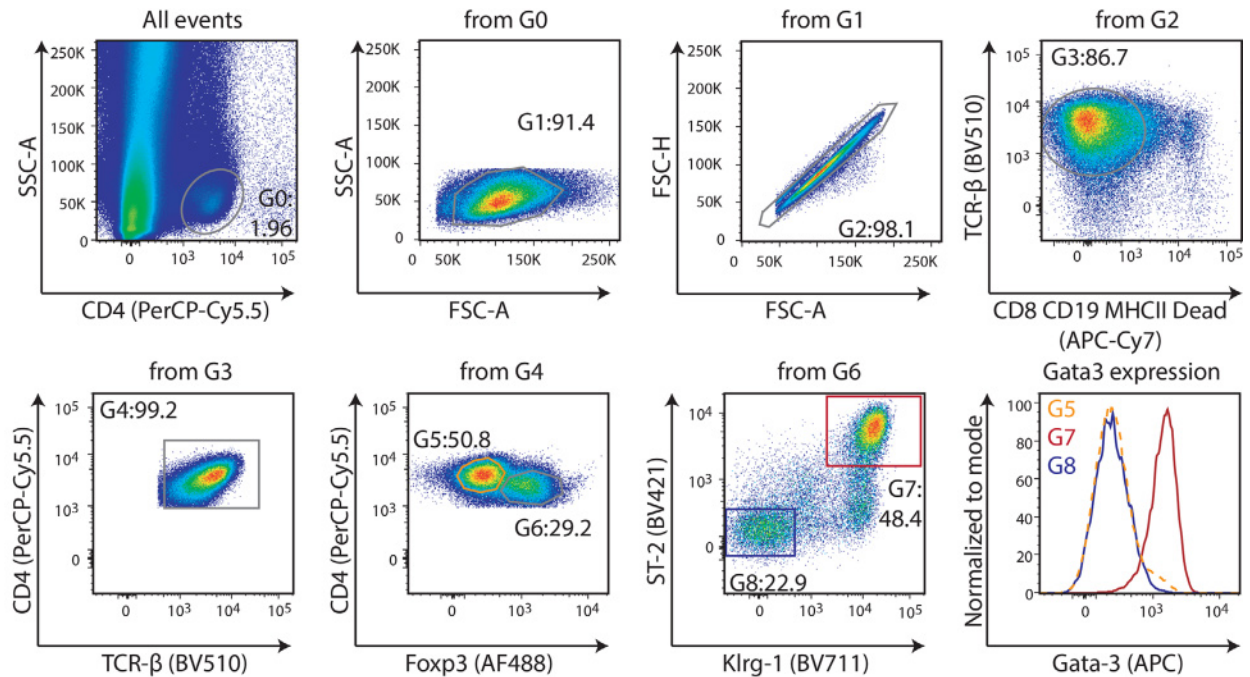 All events
SSC-A
250K
200K
150K
100K
50K
0
G0:
1.96
0
10³
10⁴
10⁵
CD4 (PerCP-Cy5.5)
from G0
SSC-A
250K
200K
150K
100K
50K
0
G1:91.4
0
50K
150K
250K
FSC-A
from G1
FSC-H
250K
200K
150K
100K
50K
0
G2:98.1
0
50K
150K
250K
FSC-A
from G2
TCR-β (BV510)
10⁵
10⁴
10³
0
G3:86.7
0
10³
10⁴
10⁵
CD8 CD19 MHCII Dead
(APC-Cy7)
from G3
CD4 (PerCP-Cy5.5)
10⁵
10⁴
10³
0
G4:99.2
0
10³
10⁴
10⁵
TCR-β (BV510)
from G4
CD4 (PerCP-Cy5.5)
10⁵
10⁴
10³
0
G5:50.8
G6:29.2
0
10³
10⁴
10⁵
Foxp3 (AF488)
from G6
ST-2 (BV421)
10⁴
10³
0
G7:
48.4
G8:22.9
0
10³
10⁴
10⁵
Klrg-1 (BV711)
Gata3 expression
Normalized to mode
100
80
60
40
20
0
G5
G7
G8
0
10³
10⁴
Gata-3 (APC)